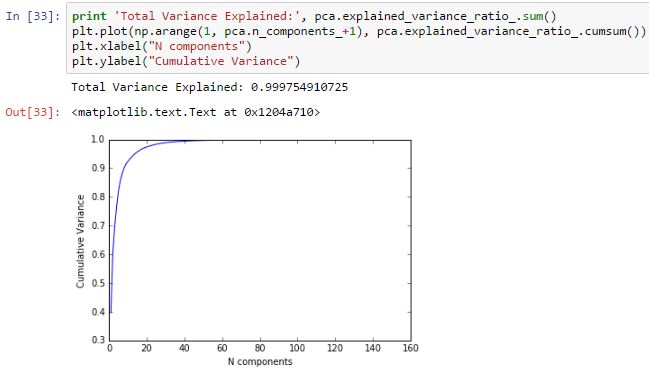 In [33]: print 'Total Variance Explained:', pca.explained_variance_ratio_.sum()
plt.plot(np.arange(1, pca.n_components_+1), pca.explained_variance_ratio_.cumsum())
plt.xlabel("N components")
plt.ylabel("Cumulative Variance")
Total Variance Explained: 0.999754910725
Out[33]: <matplotlib.text.Text at 0x1204a710>
1.0
0.9
0.8
0.7
0.6
0.5
0.4
0.3
Cumulative Variance
0 20 40 60 80 100 120 140 160
N components